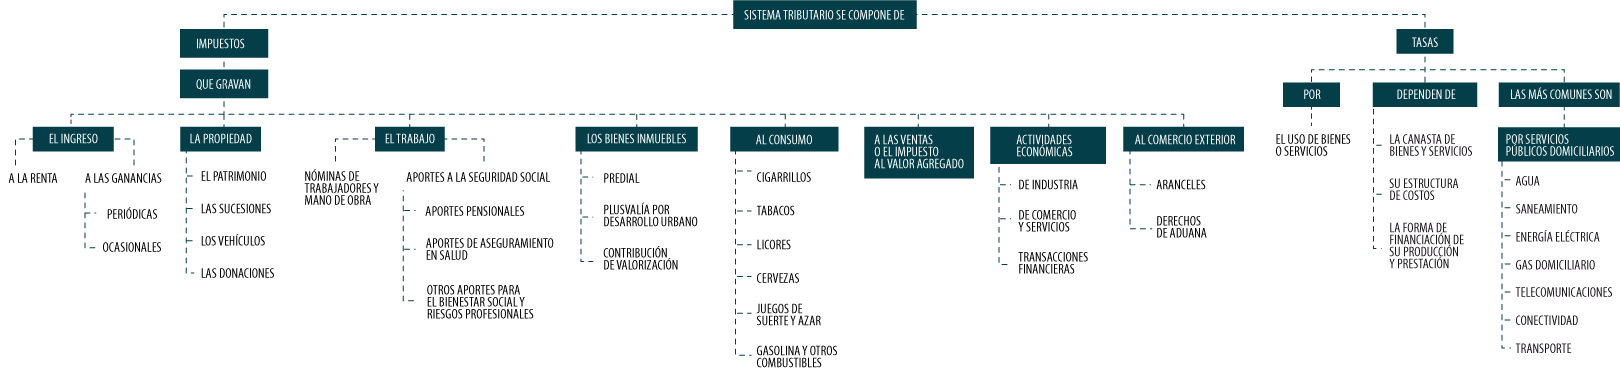 SISTEMA TRIBUTARIO SE COMPONE DE
IMPUESTOS
QUE GRAVAN
EL INGRESO
A LA RENTA
A LAS GANANCIAS
PERIÓDICAS
OCASIONALES
LA PROPIEDAD
EL PATRIMONIO
LAS SUCESIONES
LOS VEHÍCULOS
LAS DONACIONES
EL TRABAJO
NÓMINAS DE
TRABAJADORES Y
MANO DE OBRA
APORTES A LA SEGURIDAD SOCIAL
APORTES PENSIONALES
APORTES DE ASEGURAMIENTO
EN SALUD
OTROS APORTES PARA
EL BIENESTAR SOCIAL Y
RIESGOS PROFESIONALES
LOS BIENES INMUEBLES
PREDIAL
PLUSVALÍA POR
DESARROLLO URBANO
CONTRIBUCIÓN
DE VALORIZACIÓN
AL CONSUMO
CIGARRILLOS
TABACOS
LICORES
CERVEZAS
JUEGOS DE
SUERTE Y AZAR
GASOLINA Y OTROS
COMBUSTIBLES
A LAS VENTAS
O EL IMPUESTO
AL VALOR AGREGADO
ACTIVIDADES
ECONÓMICAS
DE INDUSTRIA
DE COMERCIO
Y SERVICIOS
TRANSACCIONES
FINANCIERAS
AL COMERCIO EXTERIOR
ARANCELES
DERECHOS
DE ADUANA
TASAS
POR
EL USO DE BIENES
O SERVICIOS
DEPENDEN DE
LA CANASTA DE
BIENES Y SERVICIOS
SU ESTRUCTURA
DE COSTOS
LA FORMA DE
FINANCIACIÓN DE
SU PRODUCCIÓN
Y PRESTACIÓN
LAS MÁS COMUNES SON
POR SERVICIOS
PÚBLICOS DOMICILIARIOS
AGUA
SANEAMIENTO
ENERGÍA ELÉCTRICA
GAS DOMICILIARIO
TELECOMUNICACIONES
CONECTIVIDAD
TRANSPORTE